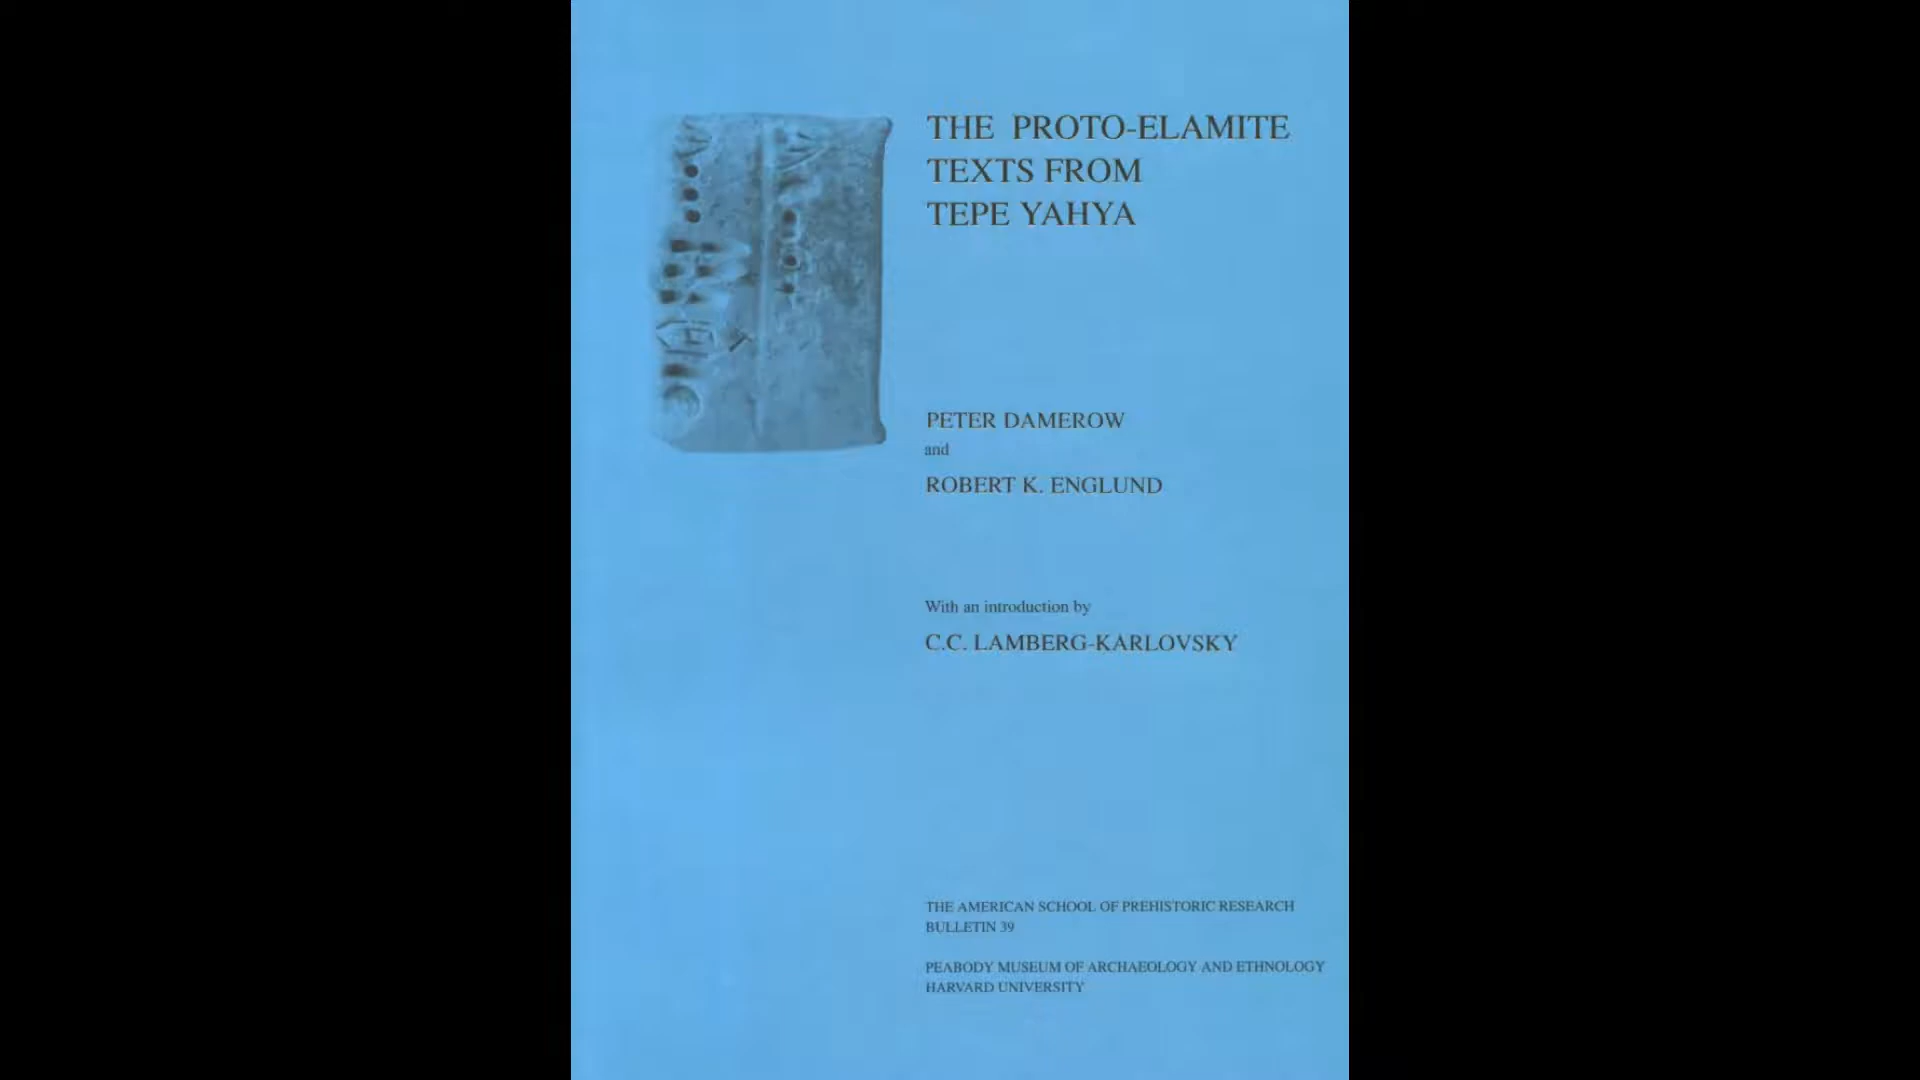 THE PROTO-ELAMITE
TEXTS FROM
TEPE YAHYA
PETER DAMEROW
and
ROBERT K. ENGLUND
With an introduction by
C.C. LAMBERG-KARLOVSKY
THE AMERICAN SCHOOL OF PREHISTORIC RESEARCH
BULLETIN 39
PEABODY MUSEUM OF ARCHAEOLOGY AND ETHNOLOGY
HARVARD UNIVERSITY